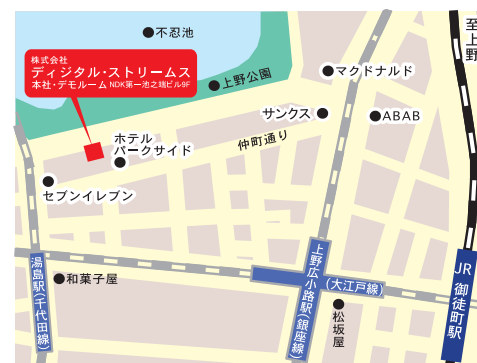 不忍池
至上野
株式会社
ディジタル・ストリームス
本社・デモルーム NDK第一池之端ビル9F
上野公園
マクドナルド
サンクス
ABAB
ホテル
パークサイド
仲町通り
セブンイレブン
湯島駅(千代田線)
和菓子屋
上野広小路駅(銀座線)
(大江戸線)
松坂屋
JR 御徒町駅